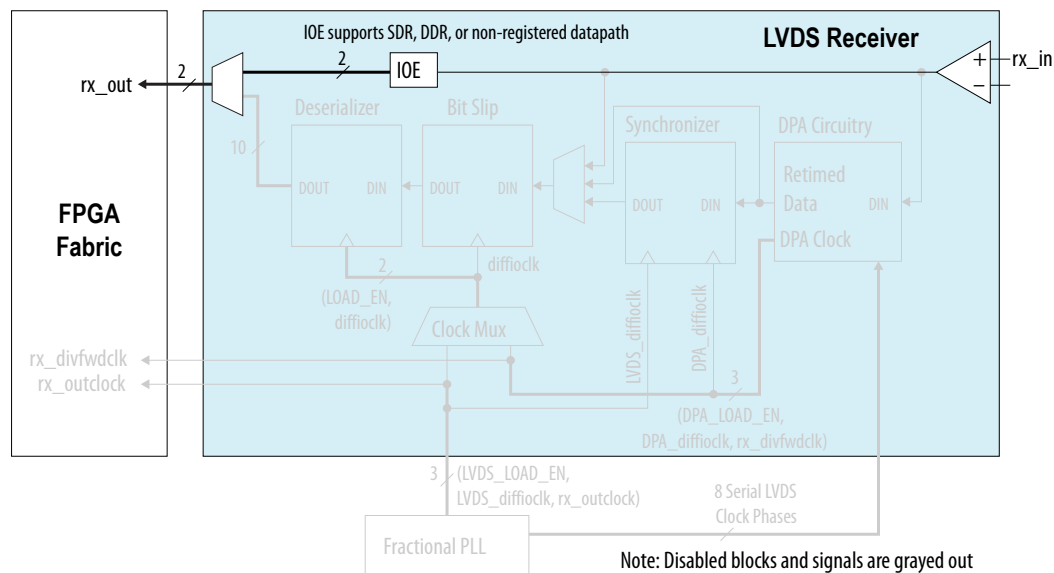 IOE supports SDR, DDR, or non-registered datapath
LVDS Receiver
rx_in
+
−
2
IOE
2
rx_out
Deserializer
Bit Slip
Synchronizer
DPA Circuitry
10
DOUT
DIN
DOUT
DIN
DOUT
DIN
Retimed
Data
DIN
DPA Clock
FPGA
Fabric
2
(LOAD_EN,
diffioclk)
diffioclk
Clock Mux
LVDS_diffioclk
DPA_diffioclk
rx_divfwdclk
rx_outclock
3
(DPA_LOAD_EN,
DPA_diffioclk, rx_divfwdclk)
3
(LVDS_LOAD_EN,
LVDS_diffioclk, rx_outclock)
8 Serial LVDS
Clock Phases
Fractional PLL
Note: Disabled blocks and signals are grayed out